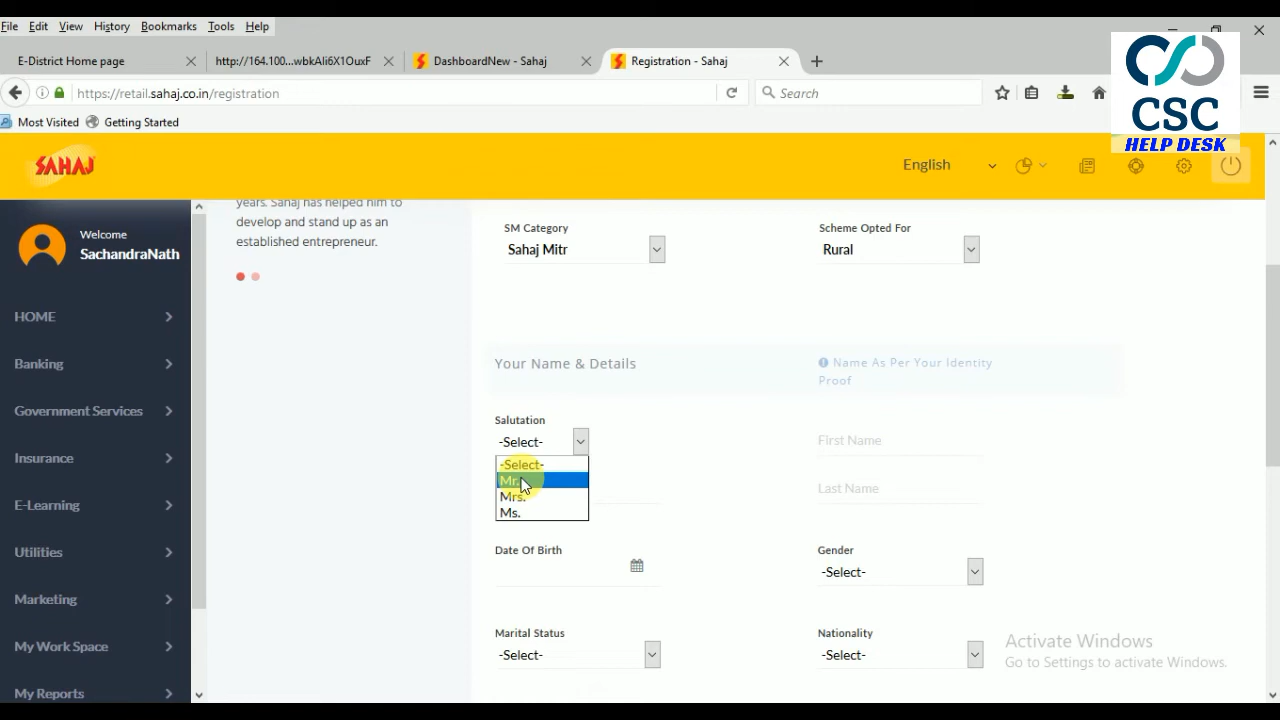 File Edit View History Bookmarks Tools Help
E-District Home page
http://164.100...wbkAli6X1OuxF
DashboardNew - Sahaj
Registration - Sahaj
https://retail.sahaj.co.in/registration
Search
Most Visited
Getting Started
CSC
HELP DESK
SAHAJ
English
Welcome
SachandraNath
HOME
Banking
Government Services
Insurance
E-Learning
Utilities
Marketing
My Work Space
My Reports
years. Sahaj has helped him to
develop and stand up as an
established entrepreneur.
SM Category
Sahaj Mitr
Scheme Opted For
Rural
Your Name & Details
Name As Per Your Identity
Proof
Salutation
-Select-
-Select-
Mr.
Mrs.
Ms.
First Name
Last Name
Date Of Birth
Gender
-Select-
Marital Status
-Select-
Nationality
-Select-
Activate Windows
Go to Settings to activate Windows.